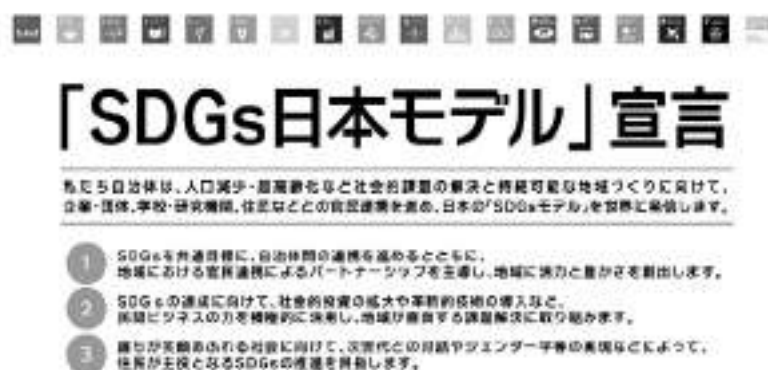 「SDGs日本モデル」宣言
私たち自治体は、人口減少・超高齢化など社会的課題の解決と持続可能な地域づくりに向けて、
企業・団体、学校・研究機関、住民などとの官民連携を進め、日本の「SDGsモデル」を世界に発信します。
1 SDGsを共通目標に、自治体間の連携を進めるとともに、
地域における官民連携によるパートナーシップを主導し、地域に活力と豊かさを創出します。
2 SDGsの達成に向けて、社会的投資の拡大や革新的技術の導入など、
民間ビジネスの力を積極的に活用し、地域が直面する課題解決に取り組みます。
3 誰もが笑顔あふれる社会に向けて、次世代との対話やジェンダー平等の実現などによって、
住民が主役となるSDGsの推進を目指します。